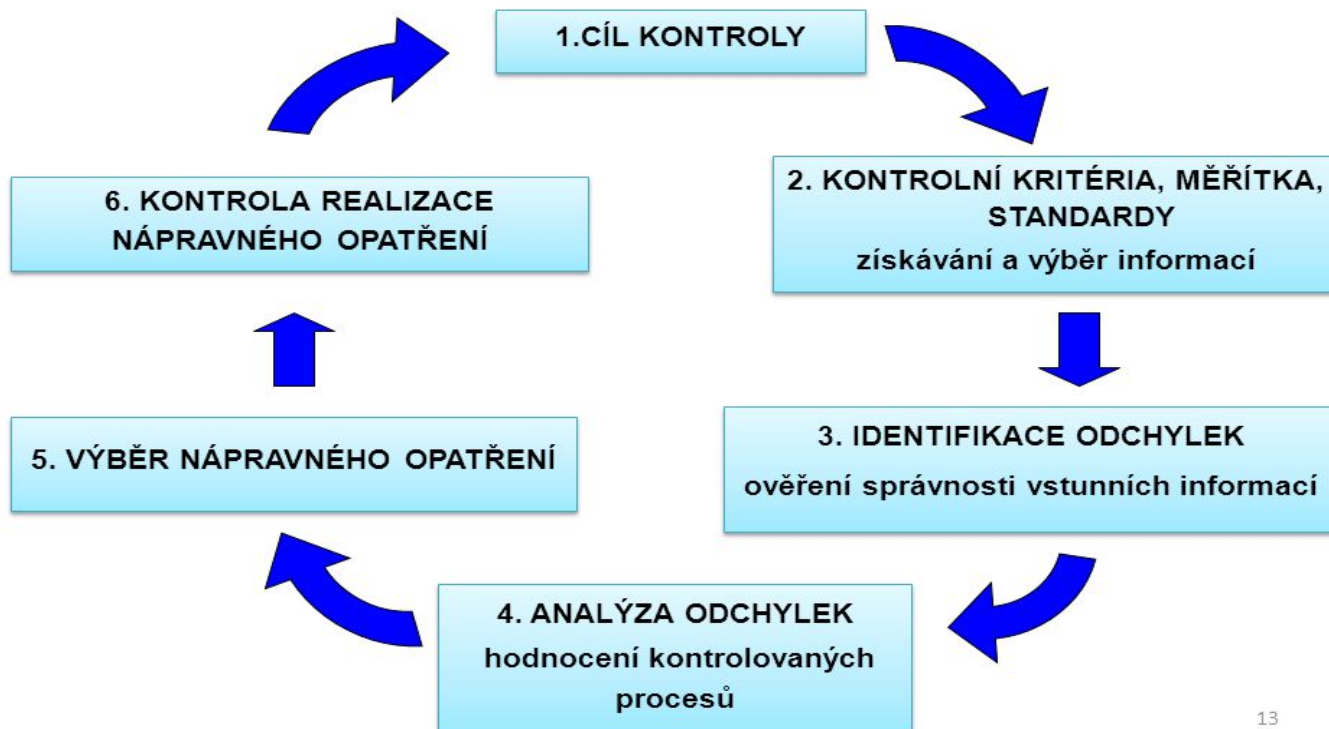 1.CÍL KONTROLY
2. KONTROLNÍ KRITÉRIA, MĚŘÍTKA,
STANDARDY
získávání a výběr informací
3. IDENTIFIKACE ODCHYLEK
ověření správnosti vstunních informací
4. ANALÝZA ODCHYLEK
hodnocení kontrolovaných
procesů
5. VÝBĚR NÁPRAVNÉHO OPATŘENÍ
6. KONTROLA REALIZACE
NÁPRAVNÉHO OPATŘENÍ
13